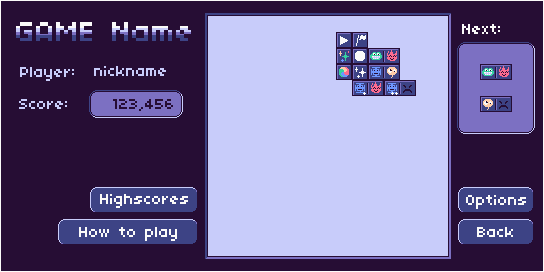 GAME Name
Player: nickname
Score: 123,456
Highscores
How to play
Next:
Options
Back